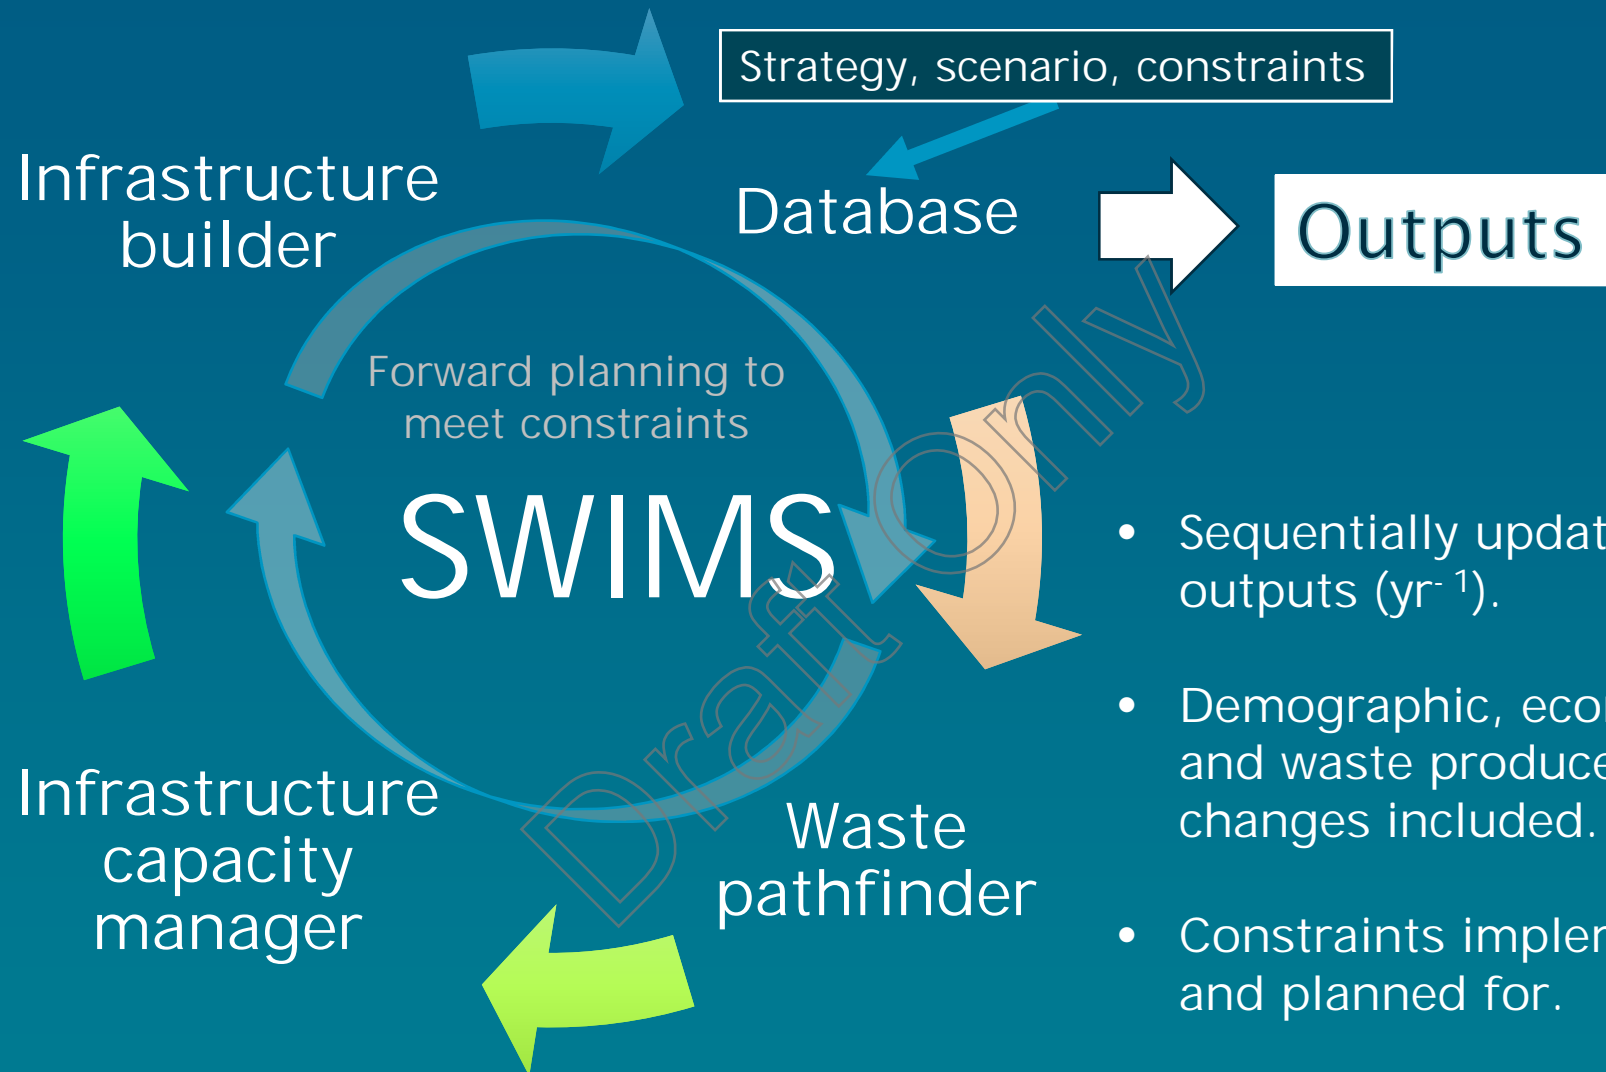 Strategy, scenario, constraints
Infrastructure
builder
Database
Outputs
Forward planning to
meet constraints
SWIMS
Draft Only
• Sequentially updat
outputs (yr⁻¹).
• Demographic, eco
and waste produce
changes included.
• Constraints imple
and planned for.
Infrastructure
capacity
manager
Waste
pathfinder